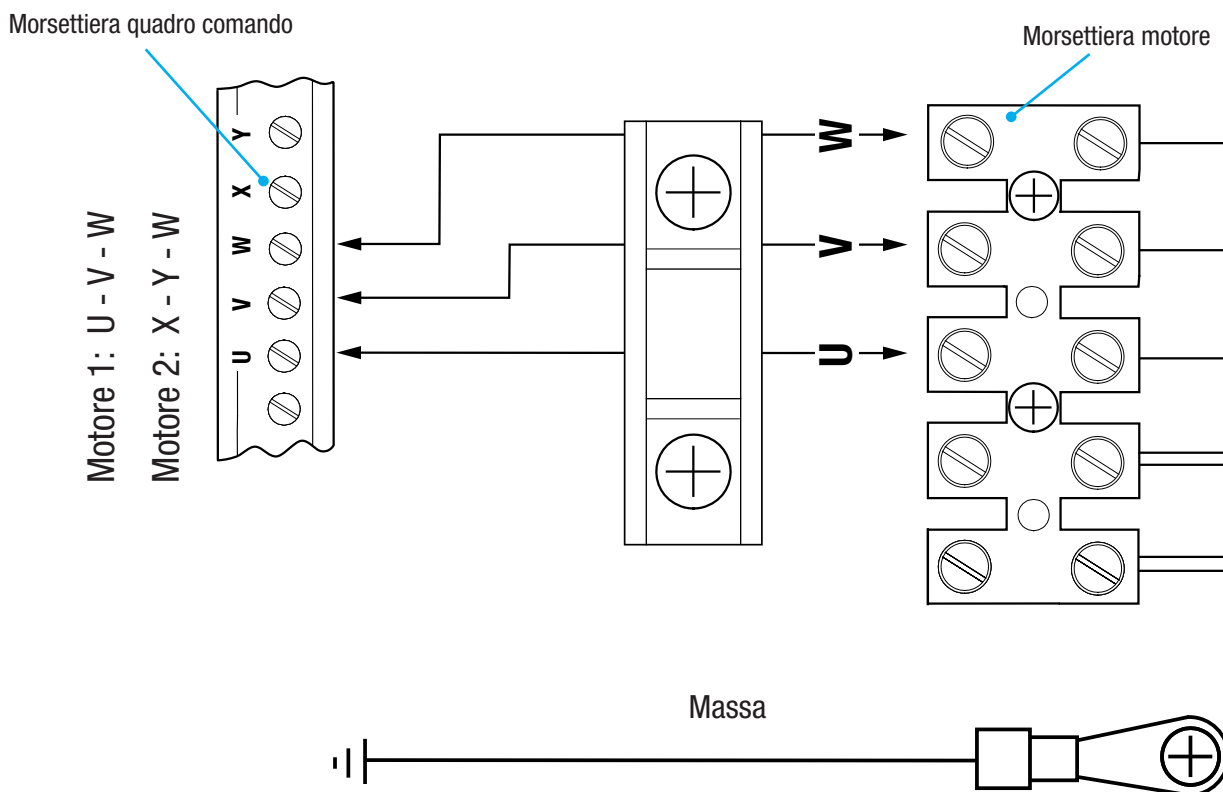 Morsettiera quadro comando
Morsettiera motore
Motore 1: U - V - W
Motore 2: X - Y - W
Y
X
W
V
U
W
V
U
Massa